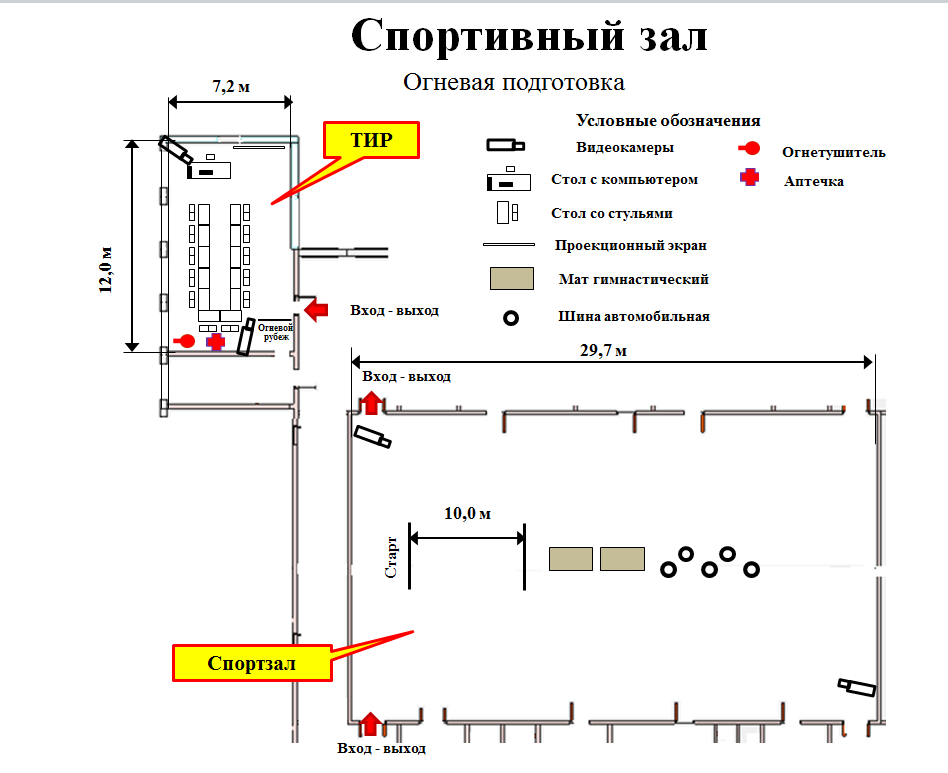 Спортивный зал
Огневая подготовка
7,2 м
ТИР
Условные обозначения
Видеокамеры
Огнетушитель
Стол с компьютером
Аптечка
Стол со стульями
Проекционный экран
Мат гимнастический
Шина автомобильная
12,0 м
Вход - выход
Огневой
рубеж
29,7 м
Вход - выход
10,0 м
Старт
Спортзал
Вход - выход